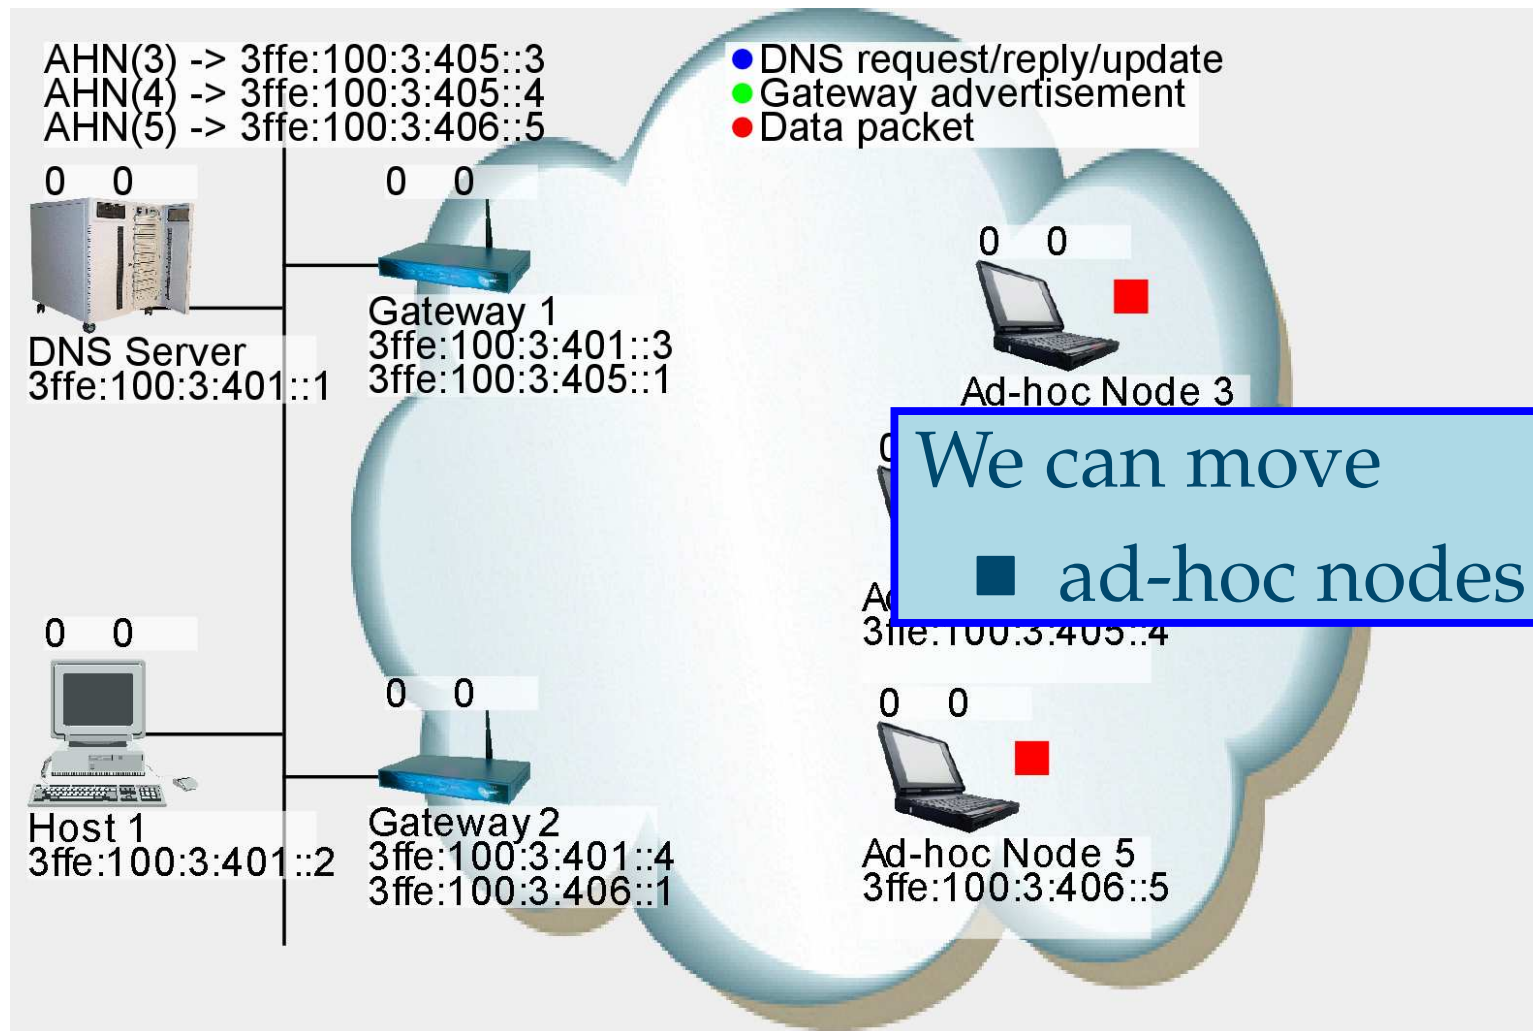 AHN(3) -> 3ffe:100:3:405::3
AHN(4) -> 3ffe:100:3:405::4
AHN(5) -> 3ffe:100:3:406::5
● DNS request/reply/update
● Gateway advertisement
● Data packet
0 0
DNS Server
3ffe:100:3:401::1
0 0
Gateway 1
3ffe:100:3:401::3
3ffe:100:3:405::1
0 0
Ad-hoc Node 3
We can move
■ ad-hoc nodes
3ffe:100:3:405::4
0 0
Host 1
3ffe:100:3:401::2
0 0
Gateway 2
3ffe:100:3:401::4
3ffe:100:3:406::1
0 0
Ad-hoc Node 5
3ffe:100:3:406::5